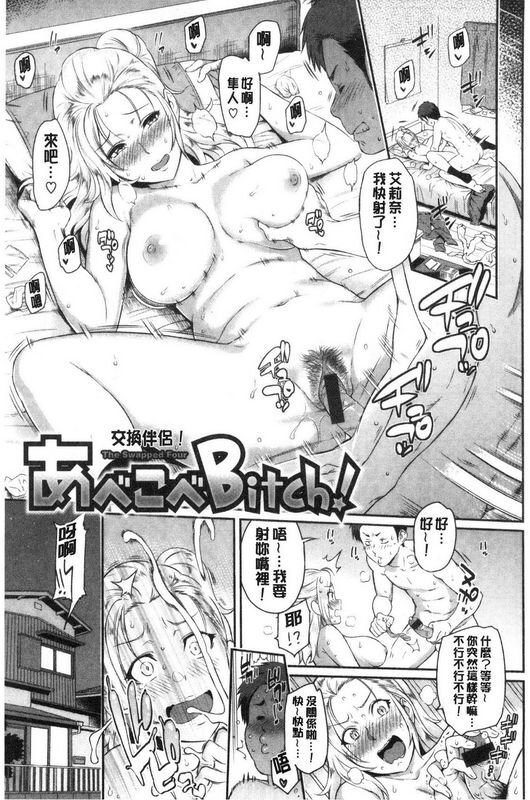 艾莉奈…
我快射了~!
啊~
啊~
好啊…
隼人…♡
來吧…♡
啊♡
啊~
啊♡
啊嗯♡
交換伴侶!
The Swapped Four
あべこべBitch!
好~
好~!
唔~…我要
射妳嘴裡!
耶!?
呀啊~
什麼?等等~
你突然這樣幹嘛…
不行不行不行!
沒關係啦…!
快~快點~
唔